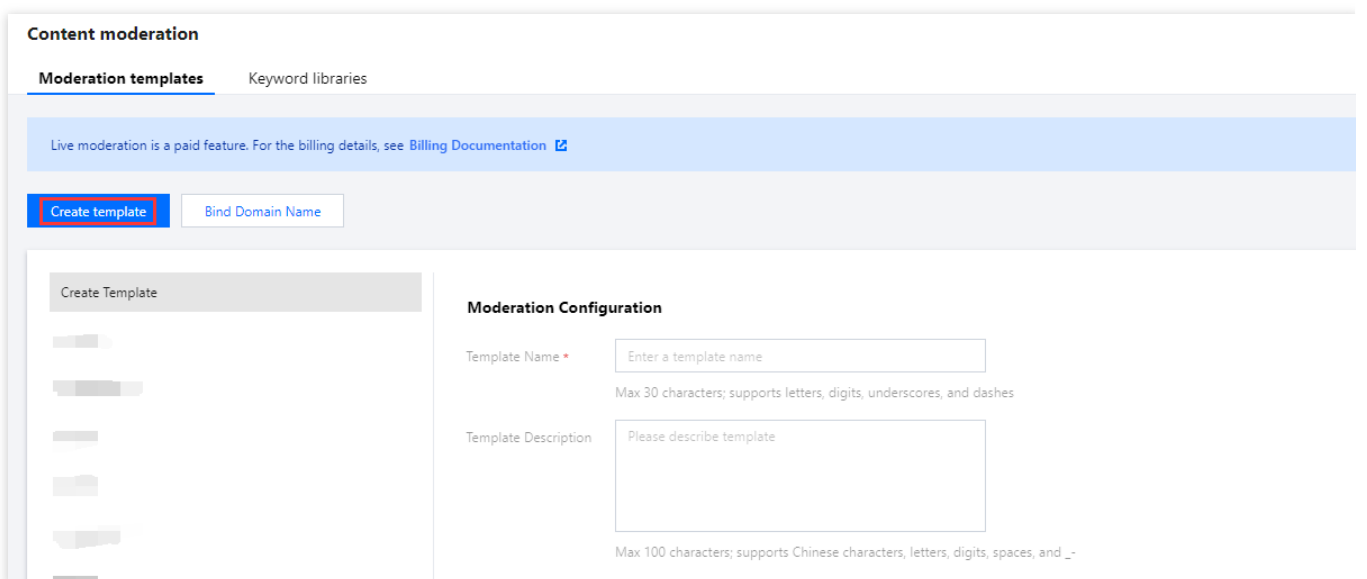 Content moderation
Moderation templates Keyword libraries
Live moderation is a paid feature. For the billing details, see Billing Documentation
Create template Bind Domain Name
Create Template
Moderation Configuration
Template Name * Enter a template name
Max 30 characters; supports letters, digits, underscores, and dashes
Template Description Please describe template
Max 100 characters; supports Chinese characters, letters, digits, spaces, and _-